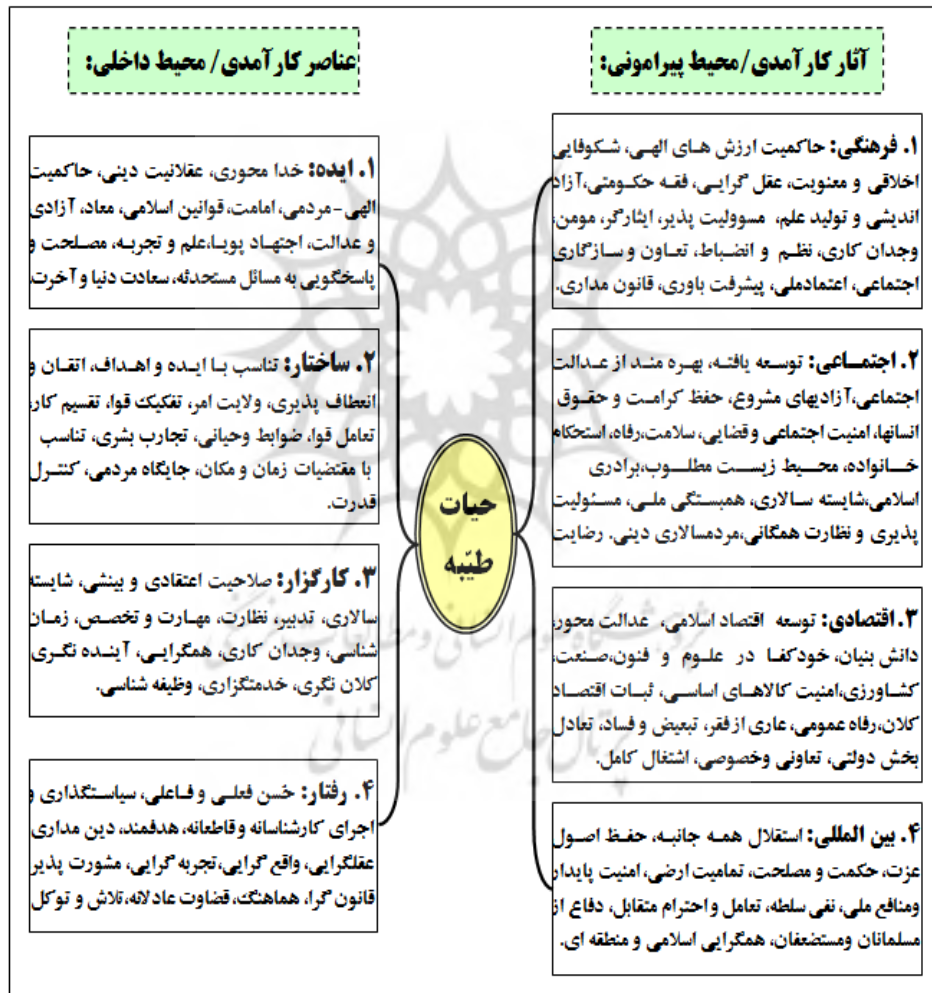 آثار کارآمدی/محیط پیرامونی:
۱. فرهنگی: حاکمیت ارزش های الهی، شکوفایی
اخلاقی و معنویت، عقل گرایی، فقه حکومتی، آزاد
اندیشی و تولید علم، مسوولیت پذیر، ایثارگر، مومن،
وجدان کاری، نظم و انضباط، تعاون و سازگاری
اجتماعی، اعتمادملی، پیشرفت باوری، قانون مداری.
۲. اجتماعی: توسعه یافته، بهره مند از عدالت
اجتماعی، آزادیهای مشروع، حفظ کرامت و حقوق
انسانها، امنیت اجتماعی و قضایی، سلامت، رفاه، استحکام
خانواده، محیط زیست مطلوب، برادری
اسلامی، شایسته سالاری، همبستگی ملی، مسئولیت
پذیری و نظارت همگانی، مردمسالاری دینی. رضایت
۳. اقتصادی: توسعه اقتصاد اسلامی، عدالت محور،
دانش بنیان، خودکفا در علوم و فنون، صنعت،
کشاورزی، امنیت کالاهای اساسی، ثبات اقتصاد
کلان، رفاه عمومی، عاری از فقر، تبعیض و فساد، تعادل
بخش دولتی، تعاونی وخصوصی، اشتغال کامل.
۴. بین المللی: استقلال همه جانبه، حفظ اصول
عزت، حکمت و مصلحت، تمامیت ارضی، امنیت پایدار
ومنافع ملی، نفی سلطه، تعامل و احترام متقابل، دفاع از
مسلمانان ومستضعفان، همگرایی اسلامی و منطقه ای.
حیات
طیّبه
عناصر کارآمدی/ محیط داخلی:
۱. ایده: خدا محوری، عقلانیت دینی، حاکمیت
الهی-مردمی، امامت، قوانین اسلامی، معاد، آزادی
و عدالت، اجتهاد پویا، علم و تجربه، مصلحت و
پاسخگویی به مسائل مستحدثه، سعادت دنیا و آخرت
۲. ساختار: تناسب با ایده و اهداف، اتقان و
انعطاف پذیری، ولایت امر، تفکیک قوا، تقسیم کار،
تعامل قوا، ضوابط وحیانی، تجارب بشری، تناسب
با مقتضیات زمان و مکان، جایگاه مردمی، کنترل
قدرت.
۳. کارگزار: صلاحیت اعتقادی و بینشی، شایسته
سالاری، تدبیر، نظارت، مهارت و تخصص، زمان
شناسی، وجدان کاری، همگرایی، آینده نگری
کلان نگری، خدمتگزاری، وظیفه شناسی.
۴. رفتار: حُسن فعلی و فاعلی، سیاستگذاری و
اجرای کارشناسانه و قاطعانه، هدفمند، دین مداری
عقلگرایی، واقع گرایی، تجربه گرایی، مشورت پذیر
قانون گرا، هماهنگ، قضاوت عادلانه، تلاش و توکل
پژوهشگاه علوم انسانی و مطالعات فرهنگی
پرتال جامع علوم انسانی